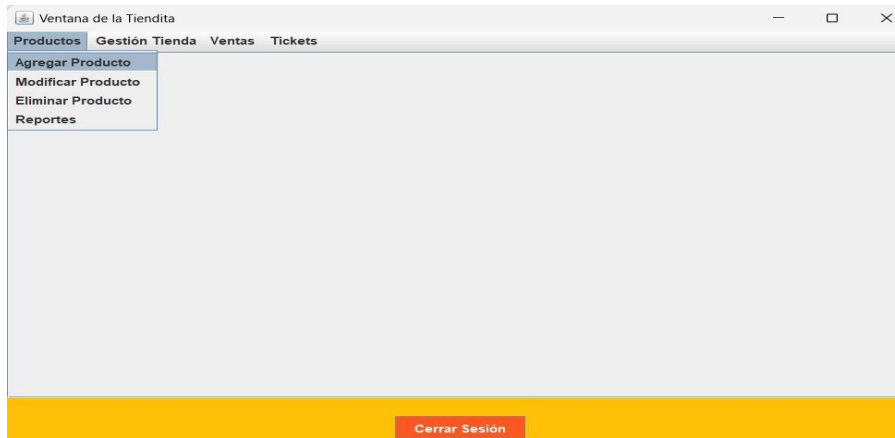 Ventana de la Tiendita
Productos Gestión Tienda Ventas Tickets
Agregar Producto
Modificar Producto
Eliminar Producto
Reportes
Cerrar Sesión